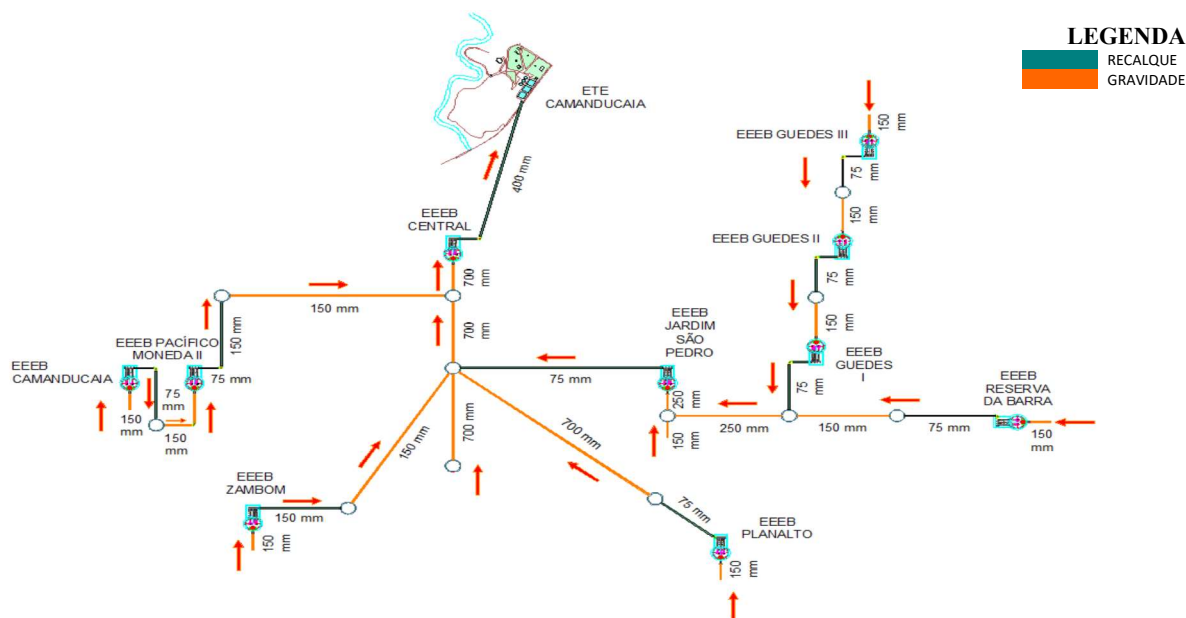 LEGENDA
RECALQUE
GRAVIDADE
ETE
CAMANDUCAIA
400 mm
EEEB
CENTRAL
700
mm
700
mm
150 mm
150 mm
EEEB PACÍFICO
MONEDA II
75 mm
EEEB
CAMANDUCAIA
75
mm
150
mm
150
mm
EEEB GUEDES III
150
mm
75
mm
150
mm
EEEB GUEDES II
75
mm
150
mm
EEEB
GUEDES
I
75
mm
EEEB
JARDIM
SÃO
PEDRO
75 mm
250
mm
150
mm
250 mm
150 mm
75 mm
EEEB
RESERVA
DA BARRA
150
mm
700 mm
150 mm
700 mm
EEEB
ZAMBOM
150 mm
150
mm
75 mm
EEEB
PLANALTO
150
mm